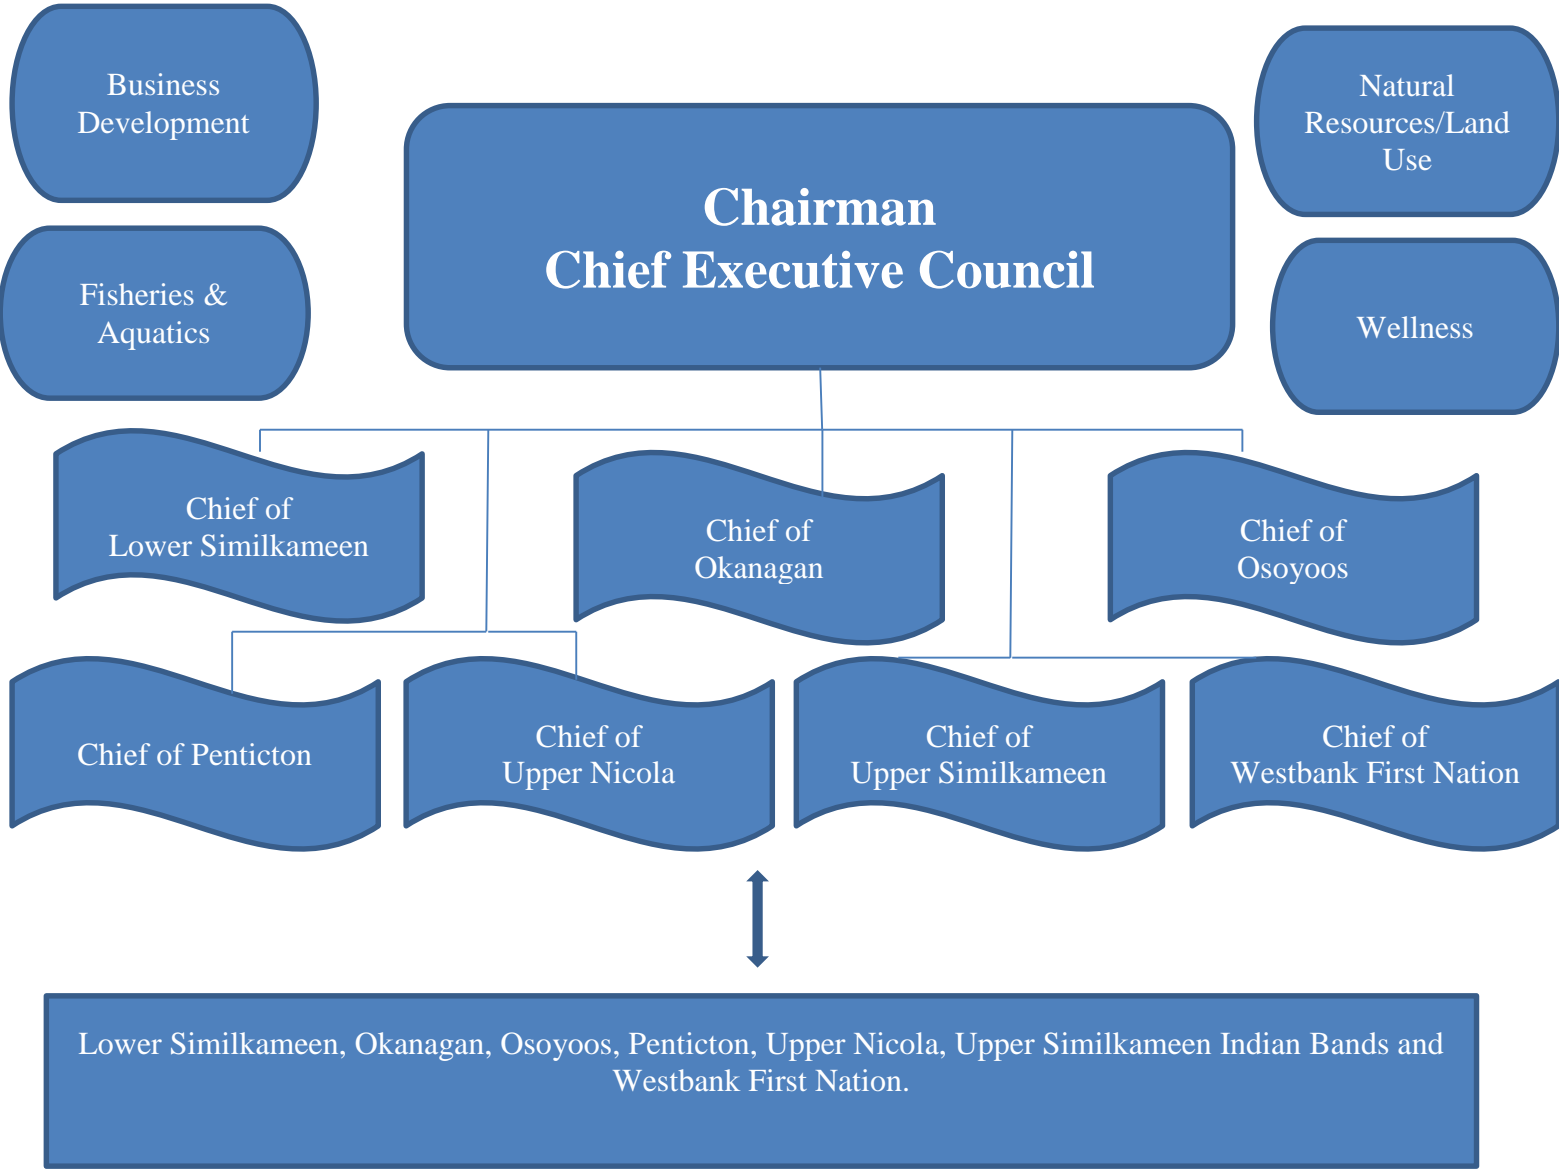 Business
Development
Natural
Resources/Land
Use
Chairman
Chief Executive Council
Fisheries &
Aquatics
Wellness
Chief of
Lower Similkameen
Chief of
Okanagan
Chief of
Osoyoos
Chief of Penticton
Chief of
Upper Nicola
Chief of
Upper Similkameen
Chief of
Westbank First Nation
Lower Similkameen, Okanagan, Osoyoos, Penticton, Upper Nicola, Upper Similkameen Indian Bands and
Westbank First Nation.